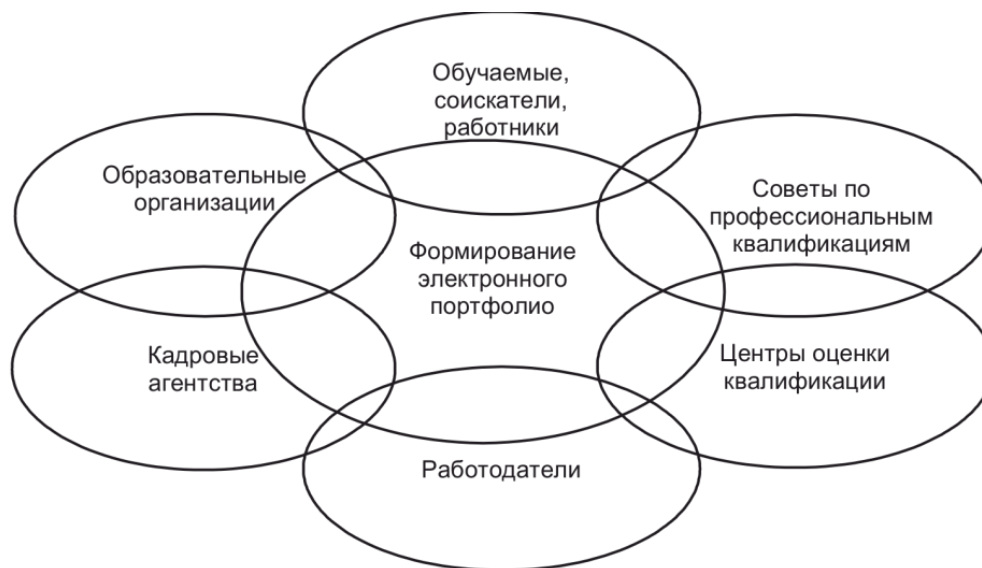 Обучаемые,
соискатели,
работники
Образовательные
организации
Советы по
профессиональным
квалификациям
Формирование
электронного
портфолио
Кадровые
агентства
Центры оценки
квалификации
Работодатели